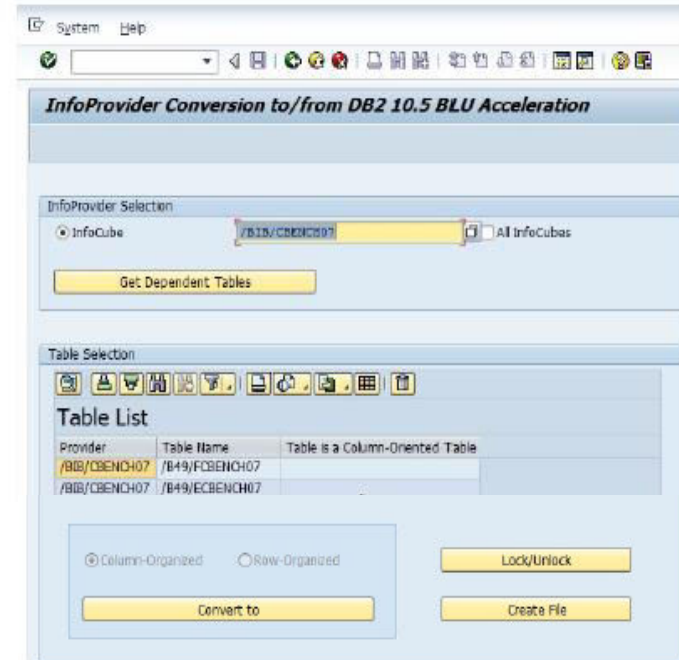 System Help
InfoProvider Conversion to/from DB2 10.5 BLU Acceleration
InfoProvider Selection
InfoCube /BIB/CBENCH07 All InfoCubes
Get Dependent Tables
Table Selection
Table List
Provider Table Name Table is a Column-Oriented Table
/BIB/CBENCH07 /B49/FCBENCH07
/BIB/CBENCH07 /B49/ECBENCH07
Column-Organized Row-Organized Lock/Unlock
Convert to Create File